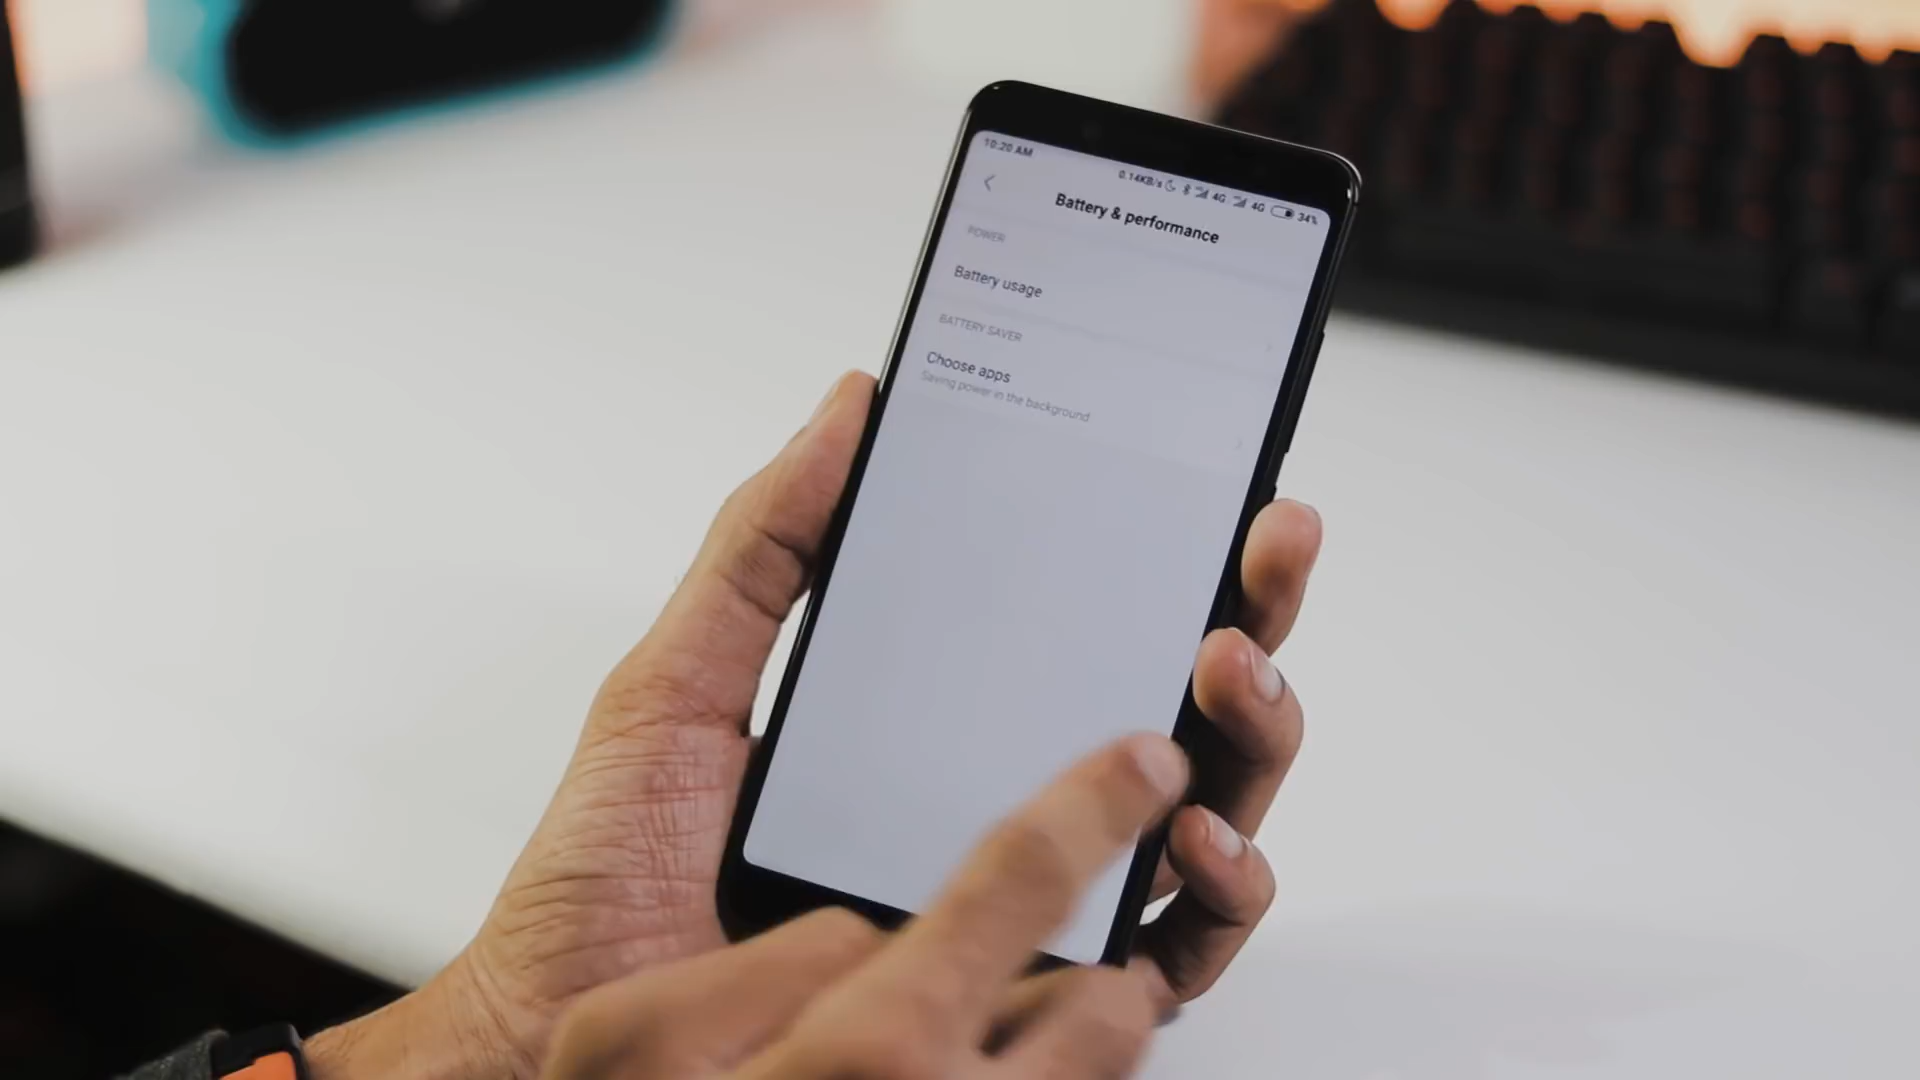 10:20 AM
0.14KB/s 4G 4G 34%
Battery & performance
POWER
Battery usage
BATTERY SAVER
Choose apps
Saving power in the background